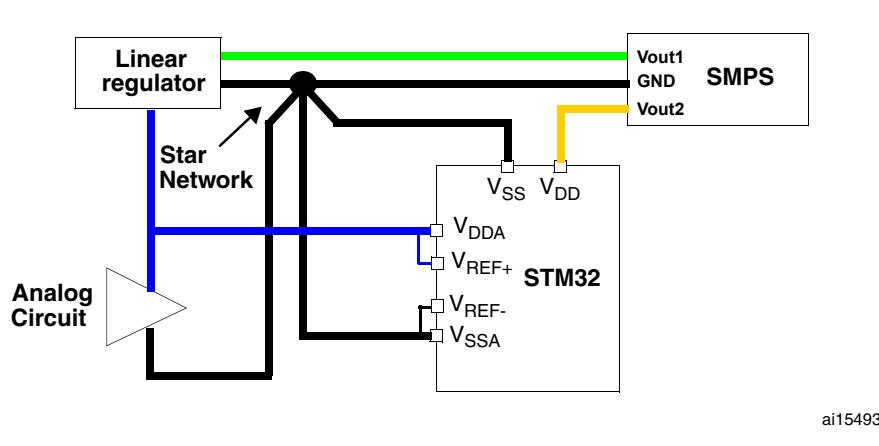 Linear
regulator
Vout1
GND
Vout2
SMPS
Star
Network
VSS
VDD
VDDA
VREF+
STM32
VREF-
VSSA
Analog
Circuit
ai15493